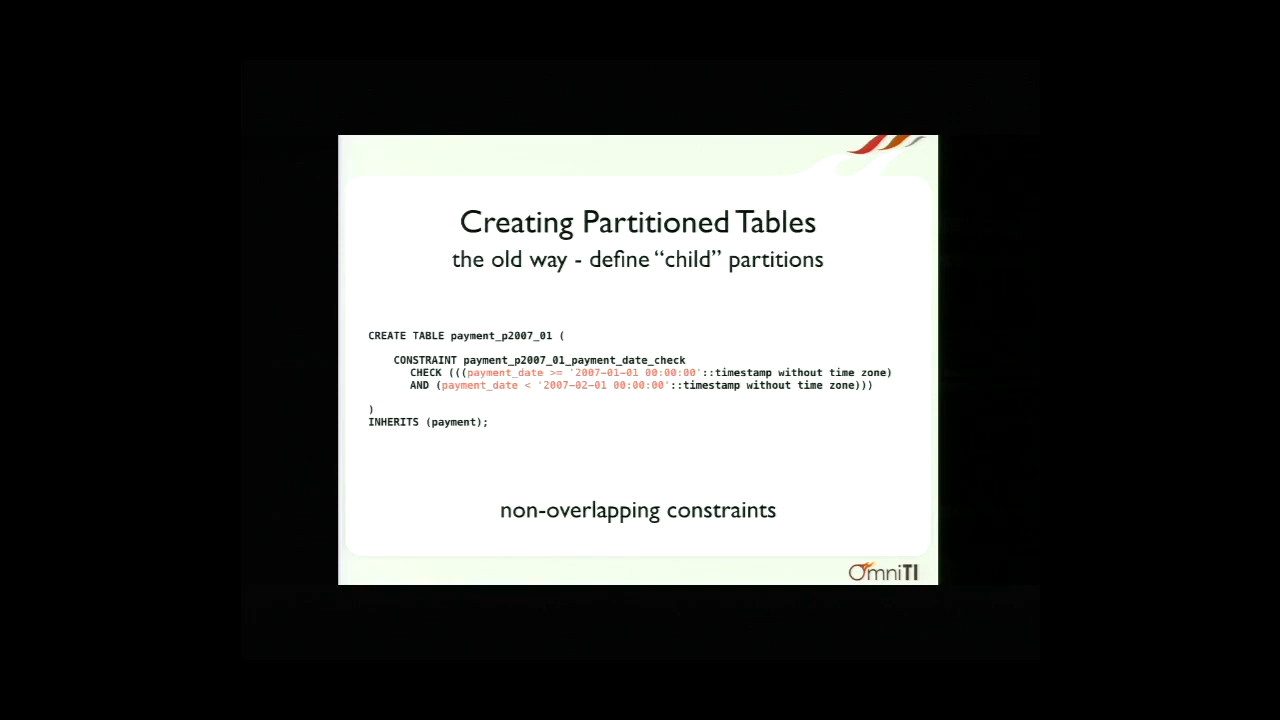 Creating Partitioned Tables
the old way - define “child” partitions
CREATE TABLE payment_p2007_01 (
CONSTRAINT payment_p2007_01_payment_date_check
CHECK (((payment_date >= '2007-01-01 00:00:00'::timestamp without time zone)
AND (payment_date < '2007-02-01 00:00:00'::timestamp without time zone)))
)
INHERITS (payment);
non-overlapping constraints
OmniTI